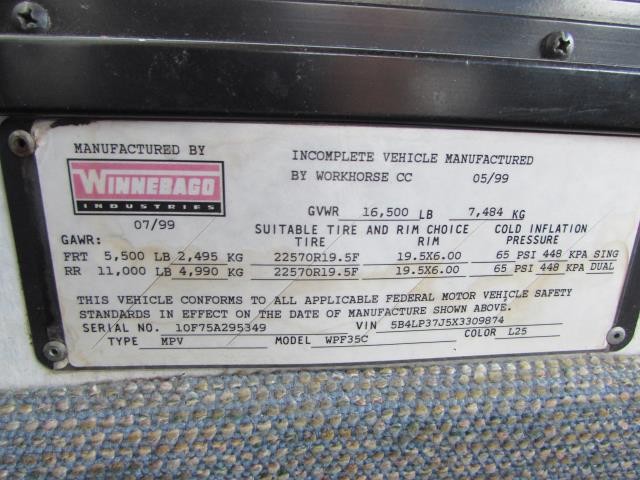 MANUFACTURED BY
WINNEBAGO
INDUSTRIES
07/99
INCOMPLETE VEHICLE MANUFACTURED
BY WORKHORSE CC 05/99
GVWR 16,500 LB 7,484 KG
SUITABLE TIRE AND RIM CHOICE COLD INFLATION
GAWR: TIRE RIM PRESSURE
FRT 5,500 LB 2,495 KG 22570R19.5F 19.5X6.00 65 PSI 448 KPA SING
RR 11,000 LB 4,990 KG 22570R19.5F 19.5X6.00 65 PSI 448 KPA DUAL
THIS VEHICLE CONFORMS TO ALL APPLICABLE FEDERAL MOTOR VEHICLE SAFETY
STANDARDS IN EFFECT ON THE DATE OF MANUFACTURE SHOWN ABOVE.
SERIAL NO. 10F75A295349 VIN 5B4LP37J5X3309874
TYPE MPV MODEL WPF35C COLOR L25